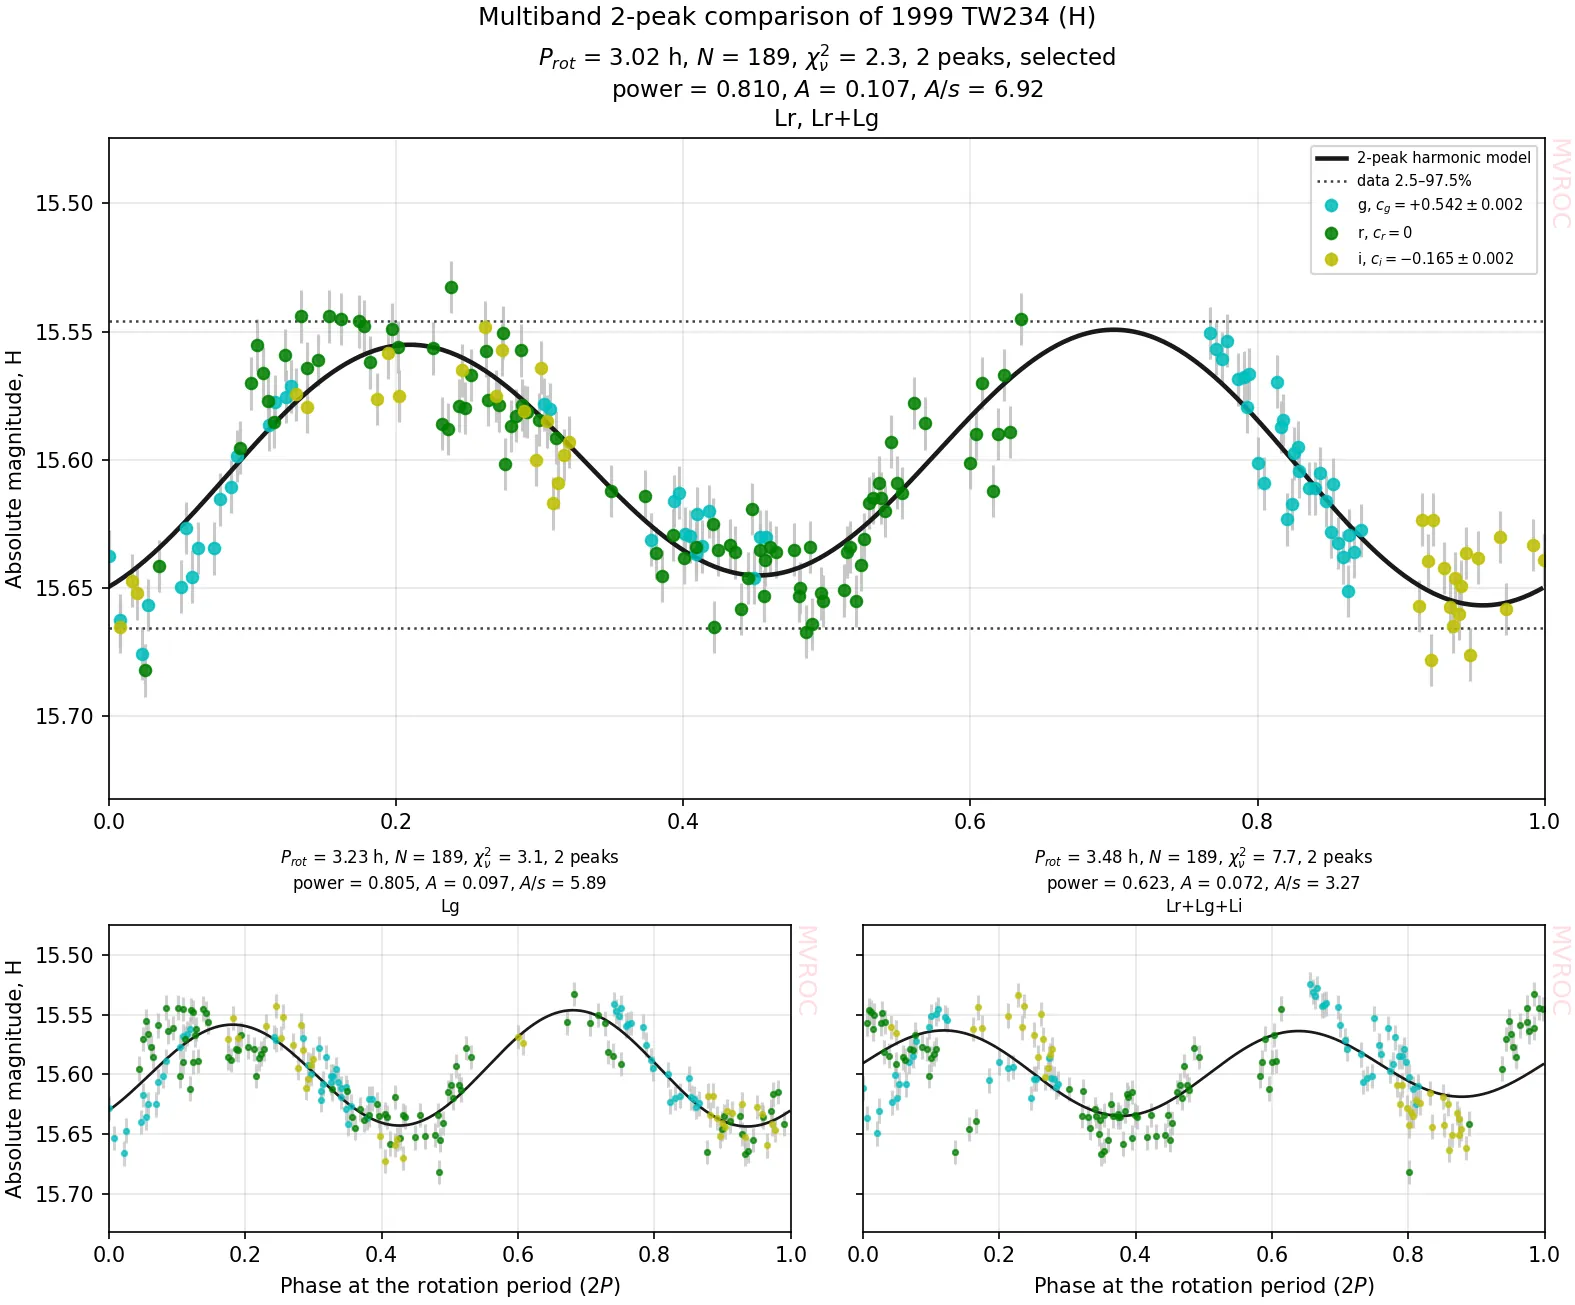 Multiband 2-peak comparison of 1999 TW234 (H)
P_rot = 3.02 h, N = 189, χ²_ν = 2.3, 2 peaks, selected
power = 0.810, A = 0.107, A/s = 6.92
Lr, Lr+Lg
2-peak harmonic model
data 2.5–97.5%
g, c_g = +0.542 ± 0.002
r, c_r = 0
i, c_i = −0.165 ± 0.002
MVROC
Absolute magnitude, H
15.50
15.55
15.60
15.65
15.70
0.0 0.2 0.4 0.6 0.8 1.0
P_rot = 3.23 h, N = 189, χ²_ν = 3.1, 2 peaks
power = 0.805, A = 0.097, A/s = 5.89
Lg
MVROC
Absolute magnitude, H
15.50
15.55
15.60
15.65
15.70
0.0 0.2 0.4 0.6 0.8 1.0
Phase at the rotation period (2P)
P_rot = 3.48 h, N = 189, χ²_ν = 7.7, 2 peaks
power = 0.623, A = 0.072, A/s = 3.27
Lr+Lg+Li
MVROC
0.0 0.2 0.4 0.6 0.8 1.0
Phase at the rotation period (2P)